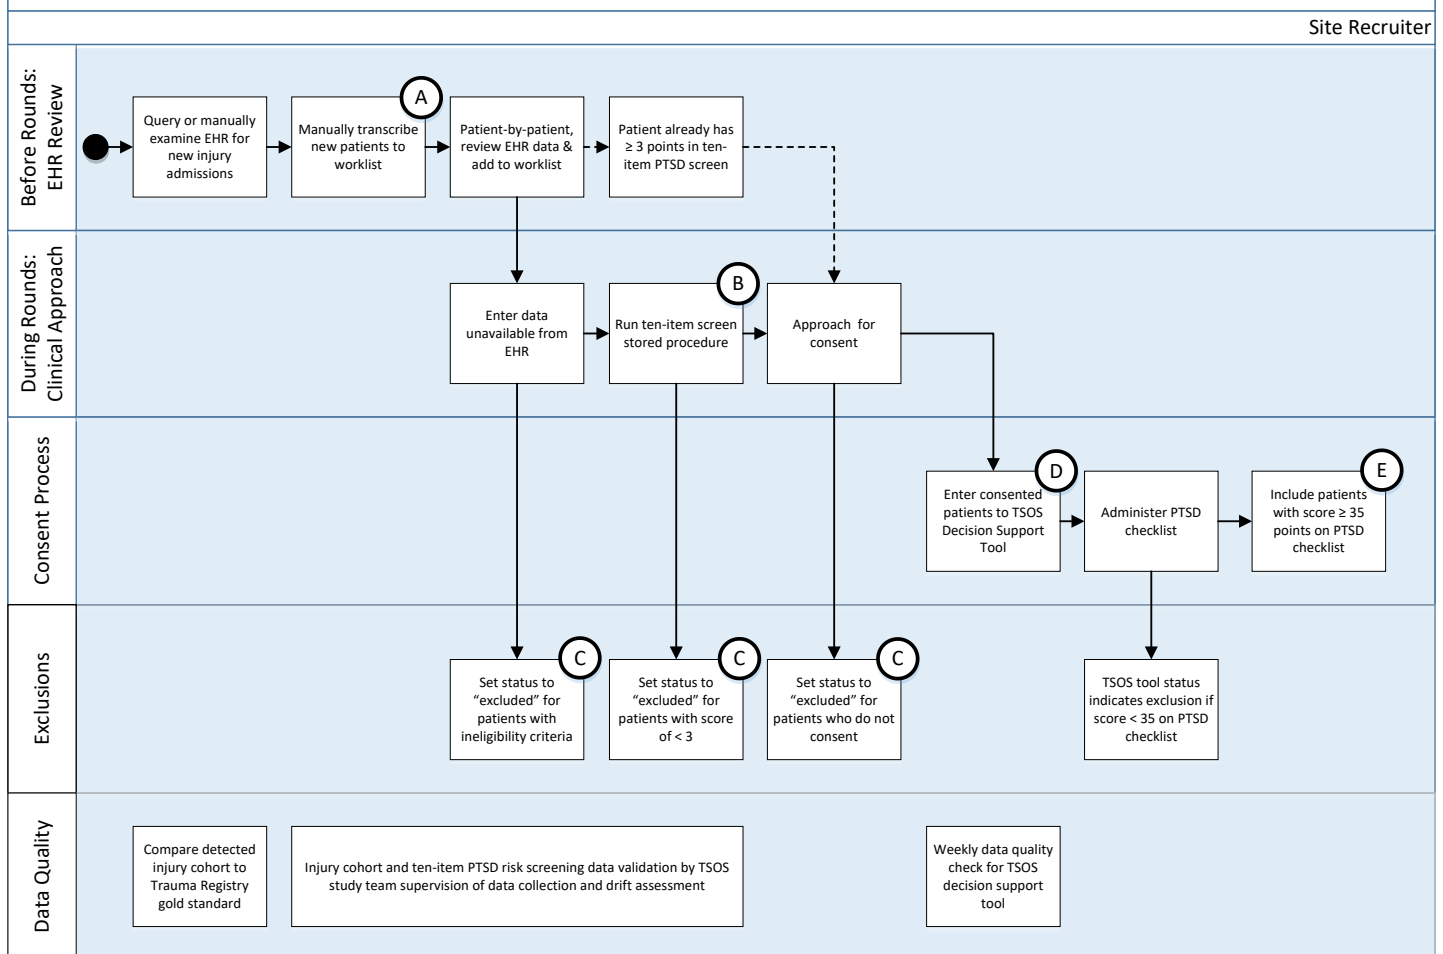 Site Recruiter
Before Rounds:
EHR Review
Query or manually
examine EHR for
new injury
admissions
A
Manually transcribe
new patients to
worklist
Patient-by-patient,
review EHR data &
add to worklist
Patient already has
≥ 3 points in ten-
item PTSD screen
During Rounds:
Clinical Approach
Enter data
unavailable from
EHR
B
Run ten-item screen
stored procedure
Approach for
consent
Consent Process
D
Enter consented
patients to TSOS
Decision Support
Tool
Administer PTSD
checklist
E
Include patients
with score ≥ 35
points on PTSD
checklist
Exclusions
C
Set status to
“excluded” for
patients with
ineligibility criteria
C
Set status to
“excluded” for
patients with score
of < 3
C
Set status to
“excluded” for
patients who do not
consent
TSOS tool status
indicates exclusion if
score < 35 on PTSD
checklist
Data Quality
Compare detected
injury cohort to
Trauma Registry
gold standard
Injury cohort and ten-item PTSD risk screening data validation by TSOS
study team supervision of data collection and drift assessment
Weekly data quality
check for TSOS
decision support
tool